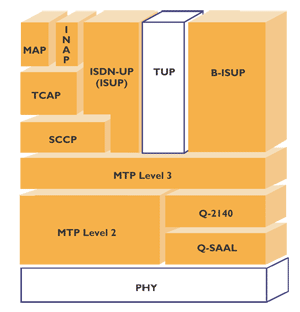 MAP
I
N
A
P
ISDN-UP
(ISUP)
TUP
B-ISUP
TCAP
SCCP
MTP Level 3
MTP Level 2
Q-2140
Q-SAAL
PHY